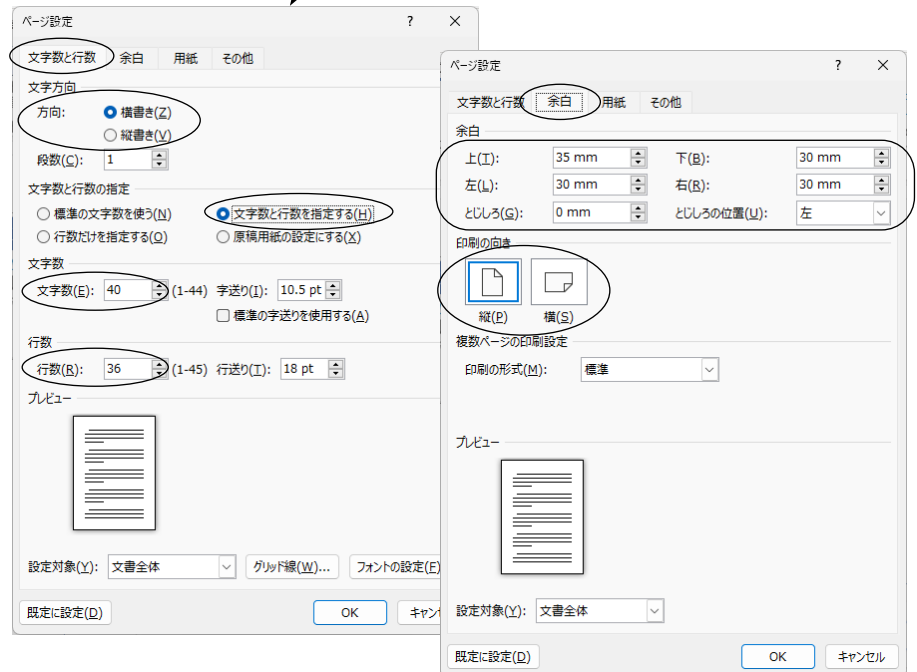 ページ設定 ? ×
文字数と行数 余白 用紙 その他
文字方向
方向: 横書き(Z)
縦書き(V)
段数(C): 1
文字数と行数の指定
標準の文字数を使う(N) 文字数と行数を指定する(H)
行数だけを指定する(O) 原稿用紙の設定にする(X)
文字数
文字数(E): 40 (1-44) 字送り(I): 10.5 pt
標準の字送りを使用する(A)
行数
行数(R): 36 (1-45) 行送り(T): 18 pt
プレビュー
設定対象(Y): 文書全体 グリッド線(W)... フォントの設定(F)
既定に設定(D) OK キャン
ページ設定 ? ×
文字数と行数 余白 用紙 その他
余白
上(T): 35 mm 下(B): 30 mm
左(L): 30 mm 右(R): 30 mm
とじしろ(G): 0 mm とじしろの位置(U): 左
印刷の向き
縦(P) 横(S)
複数ページの印刷設定
印刷の形式(M): 標準
プレビュー
設定対象(Y): 文書全体
既定に設定(D) OK キャンセル